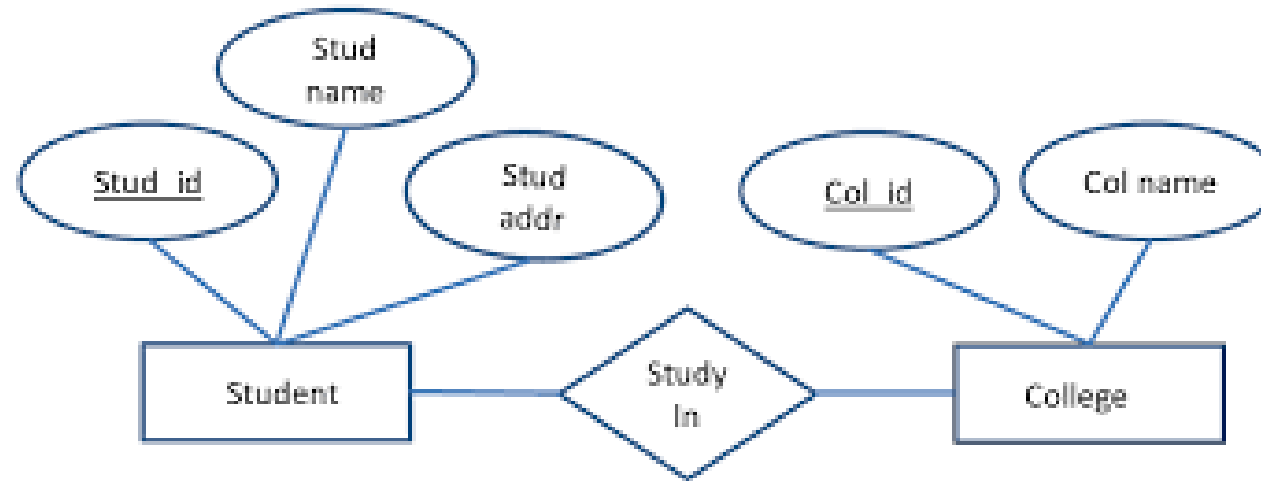 Stud
name
Stud_id
Stud
addr
Col_id
Col name
Student
Study
In
College